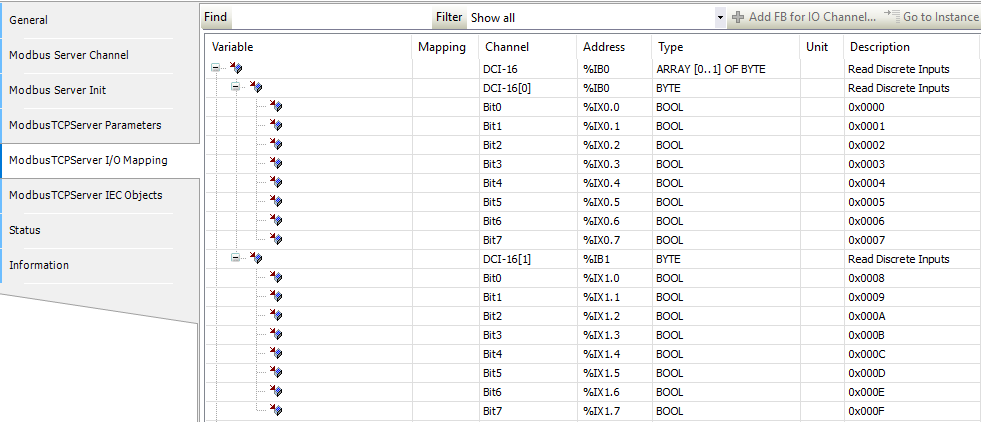 General
Modbus Server Channel
Modbus Server Init
ModbusTCPServer Parameters
ModbusTCPServer I/O Mapping
ModbusTCPServer IEC Objects
Status
Information
Find Filter Show all Add FB for IO Channel... Go to Instance
Variable Mapping Channel Address Type Unit Description
DCI-16 %IB0 ARRAY [0..1] OF BYTE Read Discrete Inputs
DCI-16[0] %IB0 BYTE Read Discrete Inputs
Bit0 %IX0.0 BOOL 0x0000
Bit1 %IX0.1 BOOL 0x0001
Bit2 %IX0.2 BOOL 0x0002
Bit3 %IX0.3 BOOL 0x0003
Bit4 %IX0.4 BOOL 0x0004
Bit5 %IX0.5 BOOL 0x0005
Bit6 %IX0.6 BOOL 0x0006
Bit7 %IX0.7 BOOL 0x0007
DCI-16[1] %IB1 BYTE Read Discrete Inputs
Bit0 %IX1.0 BOOL 0x0008
Bit1 %IX1.1 BOOL 0x0009
Bit2 %IX1.2 BOOL 0x000A
Bit3 %IX1.3 BOOL 0x000B
Bit4 %IX1.4 BOOL 0x000C
Bit5 %IX1.5 BOOL 0x000D
Bit6 %IX1.6 BOOL 0x000E
Bit7 %IX1.7 BOOL 0x000F